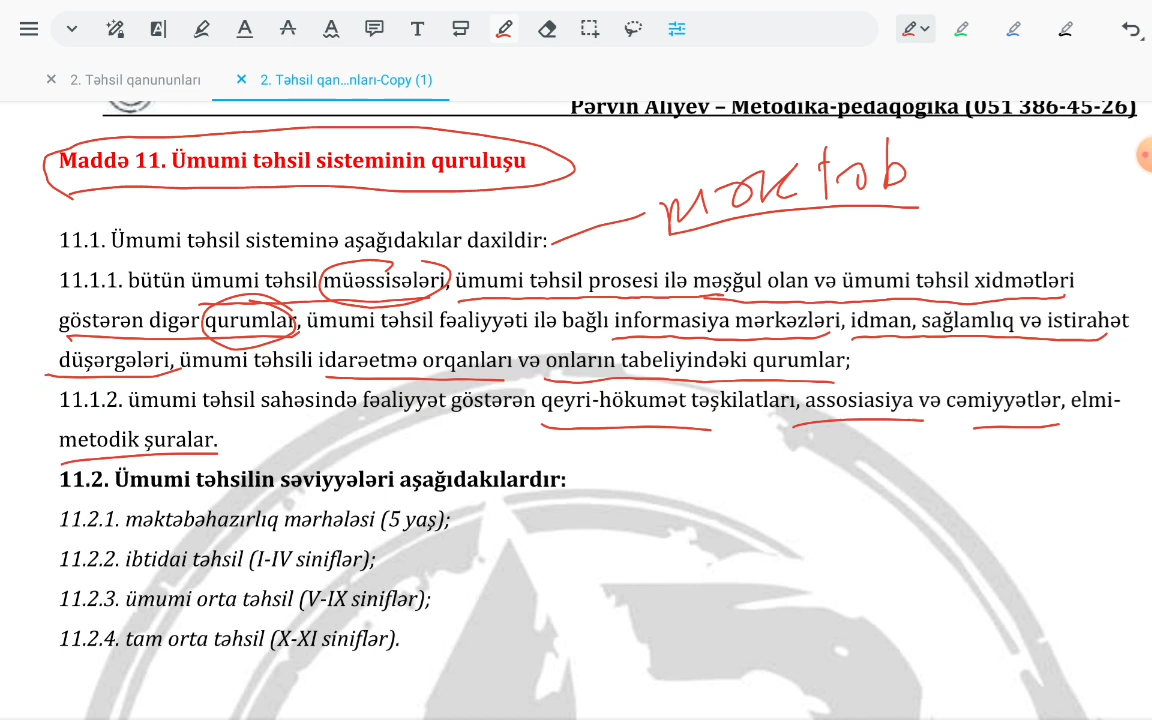 2. Təhsil qanununları
2. Təhsil qan...nları-Copy (1)
Pərvin Əliyev – Metodika-pedaqogika (051 386-45-26)
Maddə 11. Ümumi təhsil sisteminin quruluşu
məktəb
11.1. Ümumi təhsil sisteminə aşağıdakılar daxildir:
11.1.1. bütün ümumi təhsil müəssisələri, ümumi təhsil prosesi ilə məşğul olan və ümumi təhsil xidmətləri
göstərən digər qurumlar, ümumi təhsil fəaliyyəti ilə bağlı informasiya mərkəzləri, idman, sağlamlıq və istirahət
düşərgələri, ümumi təhsili idarəetmə orqanları və onların tabeliyindəki qurumlar;
11.1.2. ümumi təhsil sahəsində fəaliyyət göstərən qeyri-hökumət təşkilatları, assosiasiya və cəmiyyətlər, elmi-
metodik şuralar.
11.2. Ümumi təhsilin səviyyələri aşağıdakılardır:
11.2.1. məktəbəhazırlıq mərhələsi (5 yaş);
11.2.2. ibtidai təhsil (I-IV siniflər);
11.2.3. ümumi orta təhsil (V-IX siniflər);
11.2.4. tam orta təhsil (X-XI siniflər).